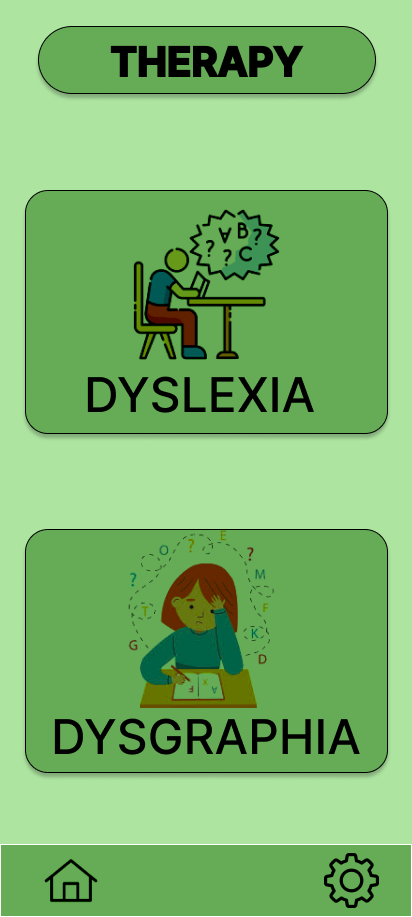 THERAPY
? A B ?
? C
DYSLEXIA
O ? E ?
? M
T F
G K
D
F x A
DYSGRAPHIA